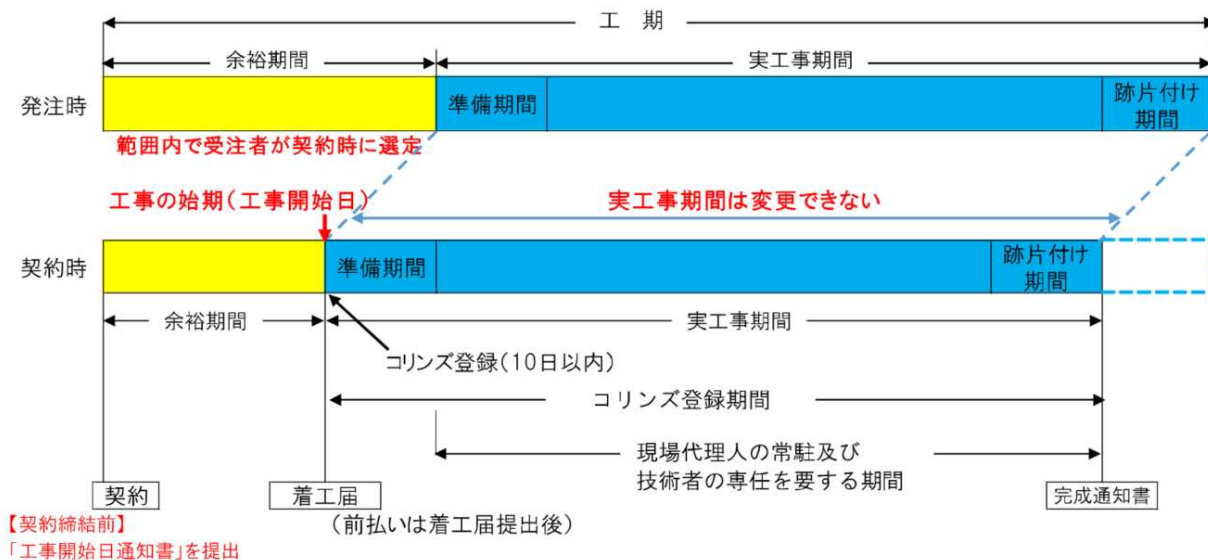 工　期
余裕期間
実工事期間
発注時
準備期間
跡片付け
期間
範囲内で受注者が契約時に選定
工事の始期(工事開始日)
実工事期間は変更できない
契約時
準備期間
跡片付け
期間
余裕期間
実工事期間
コリンズ登録(10日以内)
コリンズ登録期間
現場代理人の常駐及び
技術者の専任を要する期間
契約
着工届
完成通知書
(前払いは着工届提出後)
【契約締結前】
「工事開始日通知書」を提出